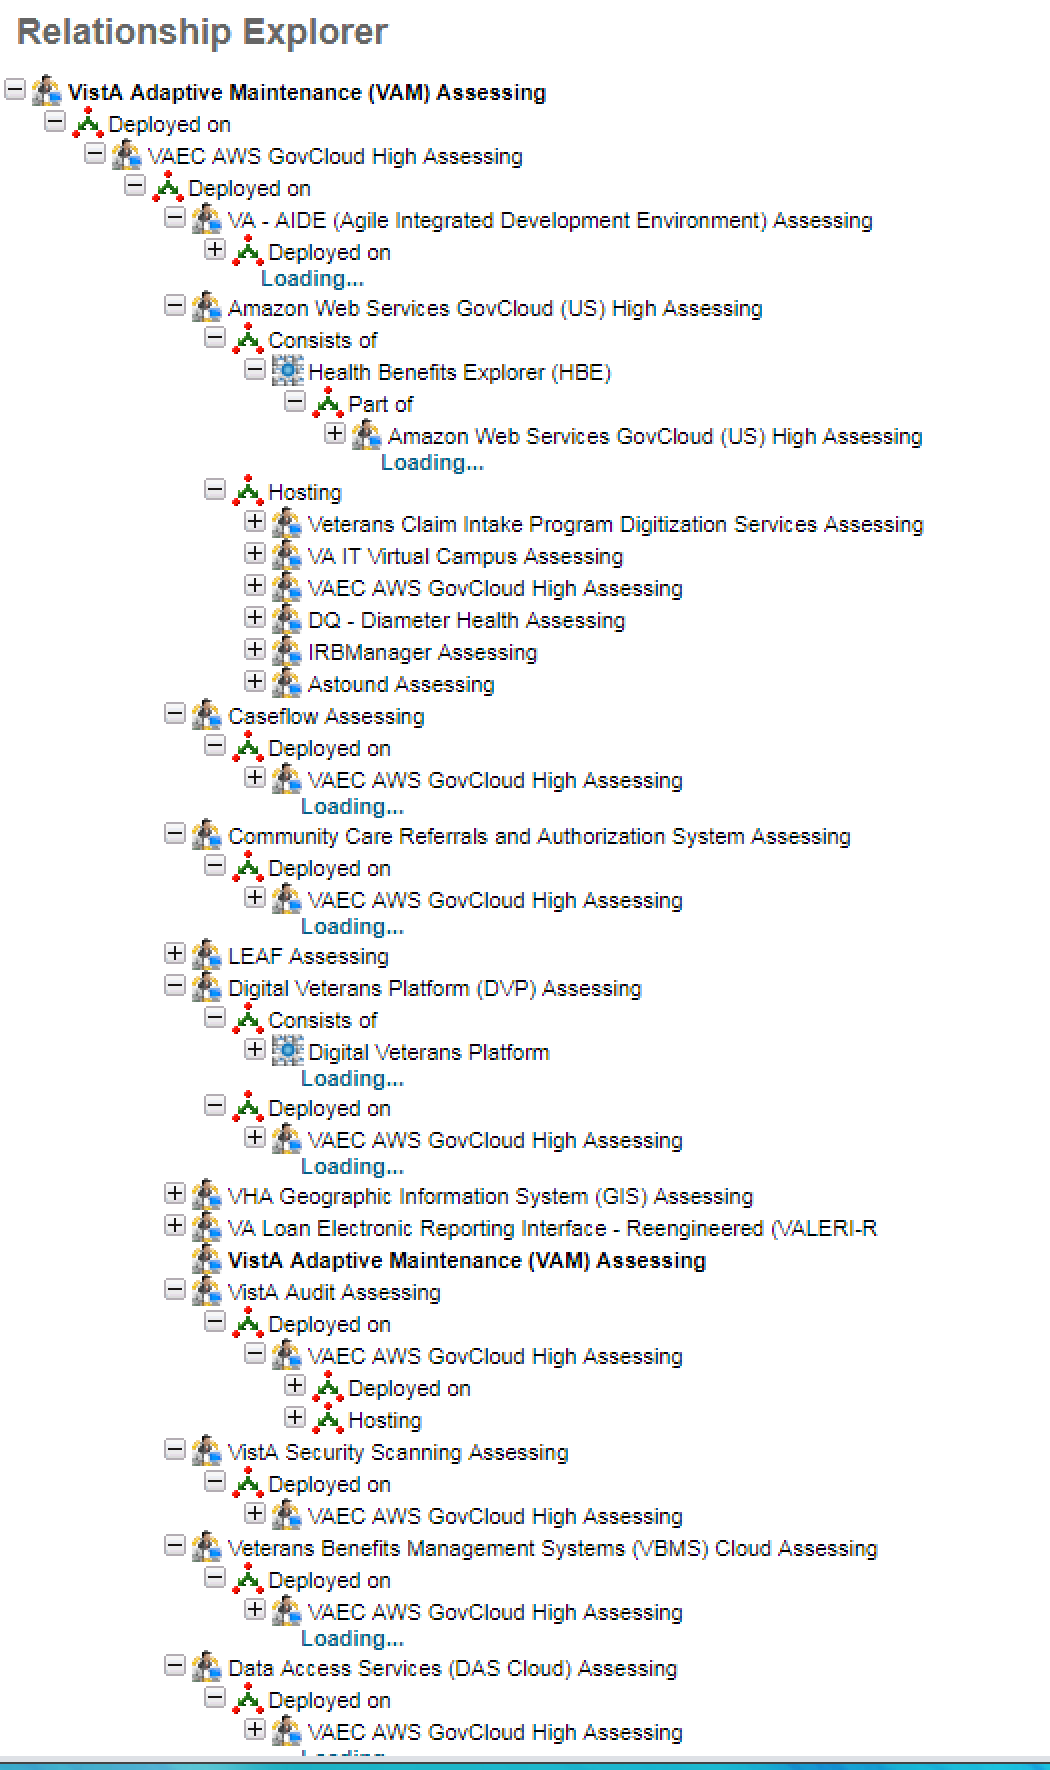 Relationship Explorer
VistA Adaptive Maintenance (VAM) Assessing
Deployed on
VAEC AWS GovCloud High Assessing
Deployed on
VA - AIDE (Agile Integrated Development Environment) Assessing
Deployed on
Loading...
Amazon Web Services GovCloud (US) High Assessing
Consists of
Health Benefits Explorer (HBE)
Part of
Amazon Web Services GovCloud (US) High Assessing
Loading...
Hosting
Veterans Claim Intake Program Digitization Services Assessing
VA IT Virtual Campus Assessing
VAEC AWS GovCloud High Assessing
DQ - Diameter Health Assessing
IRBManager Assessing
Astound Assessing
Caseflow Assessing
Deployed on
VAEC AWS GovCloud High Assessing
Loading...
Community Care Referrals and Authorization System Assessing
Deployed on
VAEC AWS GovCloud High Assessing
Loading...
LEAF Assessing
Digital Veterans Platform (DVP) Assessing
Consists of
Digital Veterans Platform
Loading...
Deployed on
VAEC AWS GovCloud High Assessing
Loading...
VHA Geographic Information System (GIS) Assessing
VA Loan Electronic Reporting Interface - Reengineered (VALERI-R
VistA Adaptive Maintenance (VAM) Assessing
VistA Audit Assessing
Deployed on
VAEC AWS GovCloud High Assessing
Deployed on
Hosting
VistA Security Scanning Assessing
Deployed on
VAEC AWS GovCloud High Assessing
Veterans Benefits Management Systems (VBMS) Cloud Assessing
Deployed on
VAEC AWS GovCloud High Assessing
Loading...
Data Access Services (DAS Cloud) Assessing
Deployed on
VAEC AWS GovCloud High Assessing